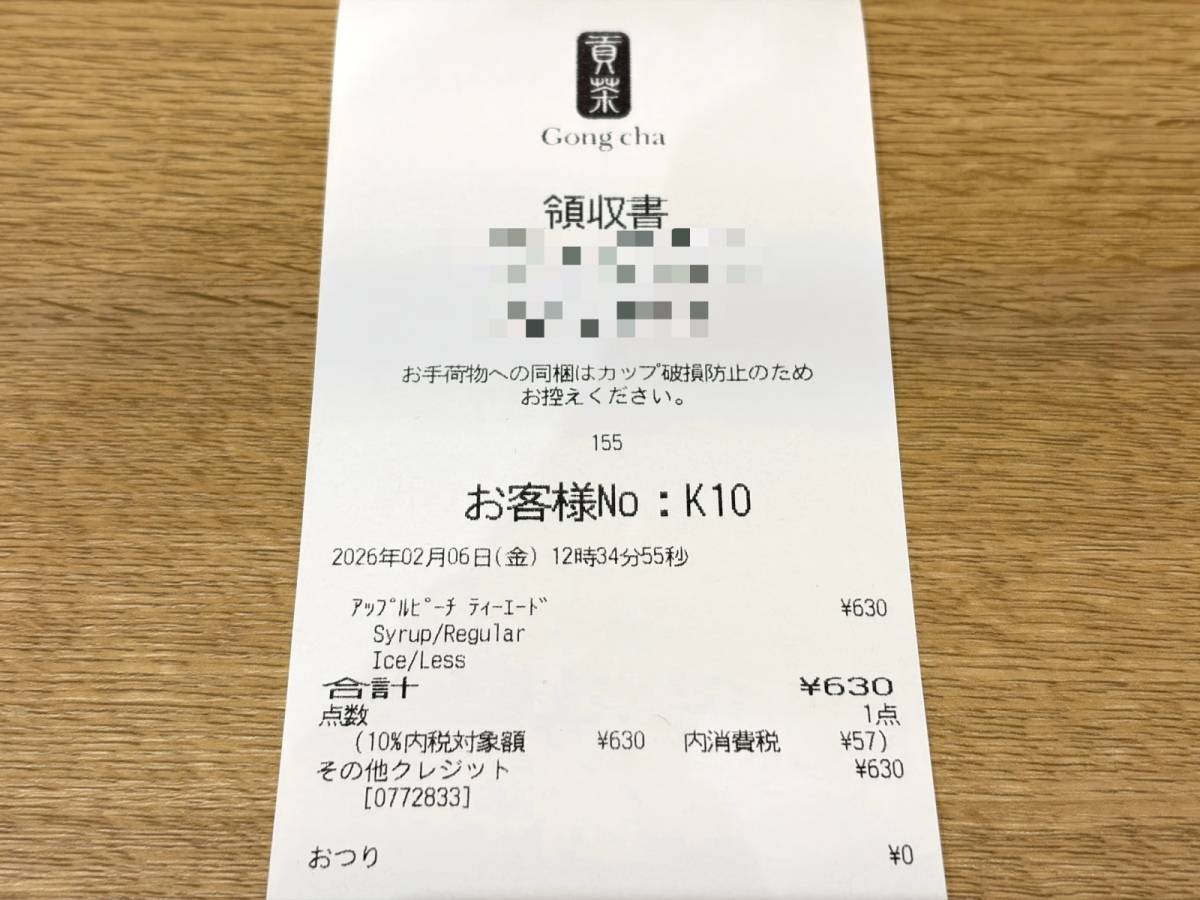 貢茶
Gong cha
領収書
お手荷物への同梱はカップ破損防止のため
お控えください。
155
お客様No：K10
2026年02月06日(金) 12時34分55秒
ｱｯﾌﾟﾙﾋﾟｰﾁ ﾃｨｰｴｰﾄﾞ ¥630
Syrup/Regular
Ice/Less
合計 ¥630
点数 1点
(10%内税対象額 ¥630 内消費税 ¥57)
その他クレジット ¥630
[0772833]
おつり ¥0